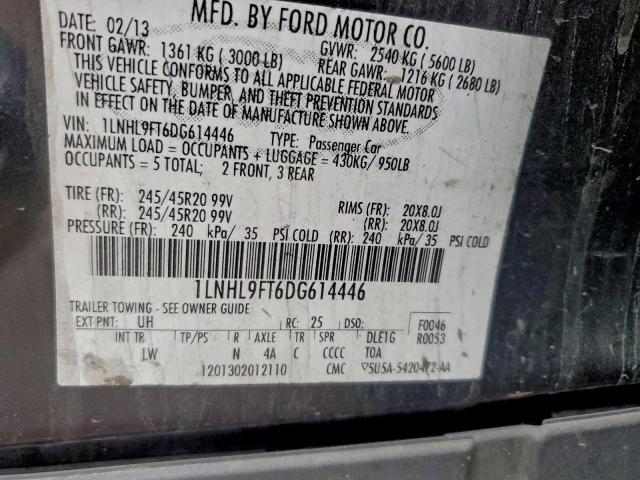 MFD. BY FORD MOTOR CO.
DATE: 02/13 GVWR: 2540 KG ( 5600 LB)
FRONT GAWR: 1361 KG ( 3000 LB) REAR GAWR: 1216 KG ( 2680 LB)
THIS VEHICLE CONFORMS TO ALL APPLICABLE FEDERAL MOTOR
VEHICLE SAFETY, BUMPER, AND THEFT PREVENTION STANDARDS
IN EFFECT ON THE DATE OF MANUFACTURE SHOWN ABOVE.
VIN: 1LNHL9FT6DG614446 TYPE: Passenger Car
MAXIMUM LOAD = OCCUPANTS + LUGGAGE = 430KG/ 950LB
OCCUPANTS = 5 TOTAL; 2 FRONT, 3 REAR
TIRE (FR): 245/45R20 99V RIMS (FR): 20X8.0J
(RR): 245/45R20 99V (RR): 20X8.0J
PRESSURE (FR): 240 kPa/ 35 PSI COLD (RR): 240 kPa/ 35 PSI COLD
1LNHL9FT6DG614446
TRAILER TOWING - SEE OWNER GUIDE
EXT PNT: UH RC: 25 DSO: F0046
INT TR TP/PS R AXLE TR SPR DLE1G R0053
LW N 4A C CCCC TOA
1201302012110 CMC ▽5U5A-5420472-AA